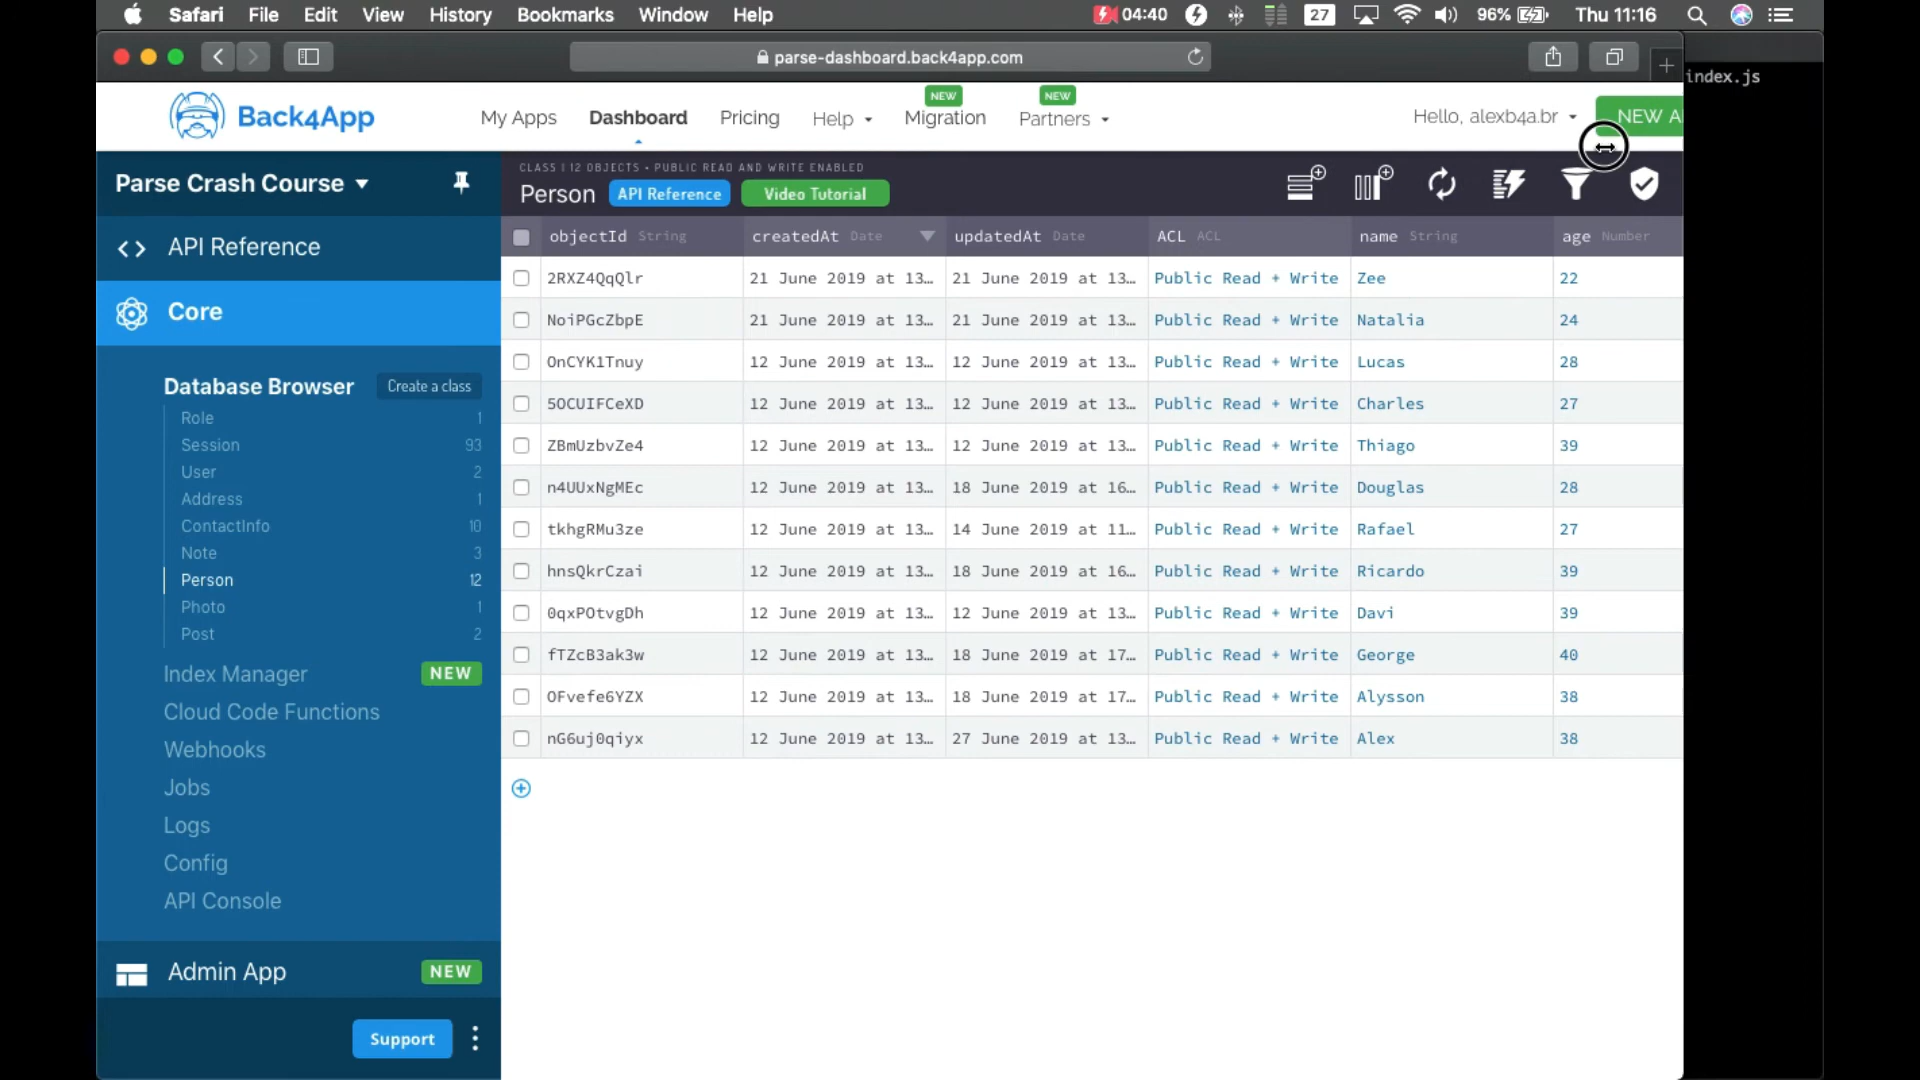 Safari File Edit View History Bookmarks Window Help 04:40 27 96% Thu 11:16
parse-dashboard.back4app.com
index.js
Back4App My Apps Dashboard Pricing Help Migration NEW Partners NEW Hello, alexb4a.br NEW A
Parse Crash Course
API Reference
Core
Database Browser Create a class
Role 1
Session 93
User 2
Address 1
ContactInfo 10
Note 3
Person 12
Photo 1
Post 2
Index Manager NEW
Cloud Code Functions
Webhooks
Jobs
Logs
Config
API Console
Admin App NEW
Support
CLASS | 12 OBJECTS • PUBLIC READ AND WRITE ENABLED
Person API Reference Video Tutorial
objectId String createdAt Date updatedAt Date ACL ACL name String age Number
2RXZ4QqQlr 21 June 2019 at 13… 21 June 2019 at 13… Public Read + Write Zee 22
NoiPGcZbpE 21 June 2019 at 13… 21 June 2019 at 13… Public Read + Write Natalia 24
OnCYK1Tnuy 12 June 2019 at 13… 12 June 2019 at 13… Public Read + Write Lucas 28
5OCUIFCeXD 12 June 2019 at 13… 12 June 2019 at 13… Public Read + Write Charles 27
ZBmUzbvZe4 12 June 2019 at 13… 12 June 2019 at 13… Public Read + Write Thiago 39
n4UUxNgMEc 12 June 2019 at 13… 18 June 2019 at 16… Public Read + Write Douglas 28
tkhgRMu3ze 12 June 2019 at 13… 14 June 2019 at 11… Public Read + Write Rafael 27
hnsQkrCzai 12 June 2019 at 13… 18 June 2019 at 16… Public Read + Write Ricardo 39
0qxPOtvgDh 12 June 2019 at 13… 12 June 2019 at 13… Public Read + Write Davi 39
fTZcB3ak3w 12 June 2019 at 13… 18 June 2019 at 17… Public Read + Write George 40
OFvefe6YZX 12 June 2019 at 13… 18 June 2019 at 17… Public Read + Write Alysson 38
nG6uj0qiyx 12 June 2019 at 13… 27 June 2019 at 13… Public Read + Write Alex 38